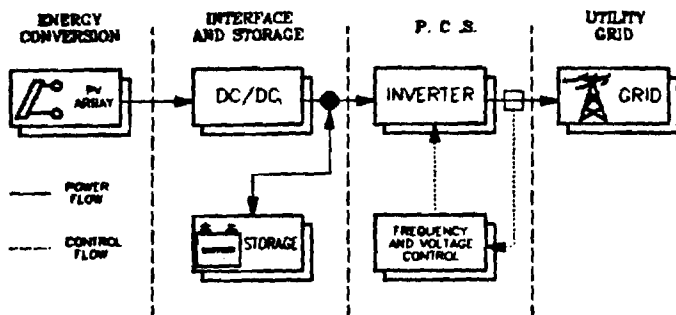 ENERGY
CONVERSION
INTERFACE
AND STORAGE
P. C .S.
UTILITY
GRID
PV
ARRAY
DC/DC
INVERTER
GRID
POWER
FLOW
CONTROL
FLOW
STORAGE
FREQUENCY
AND VOLTAGE
CONTROL